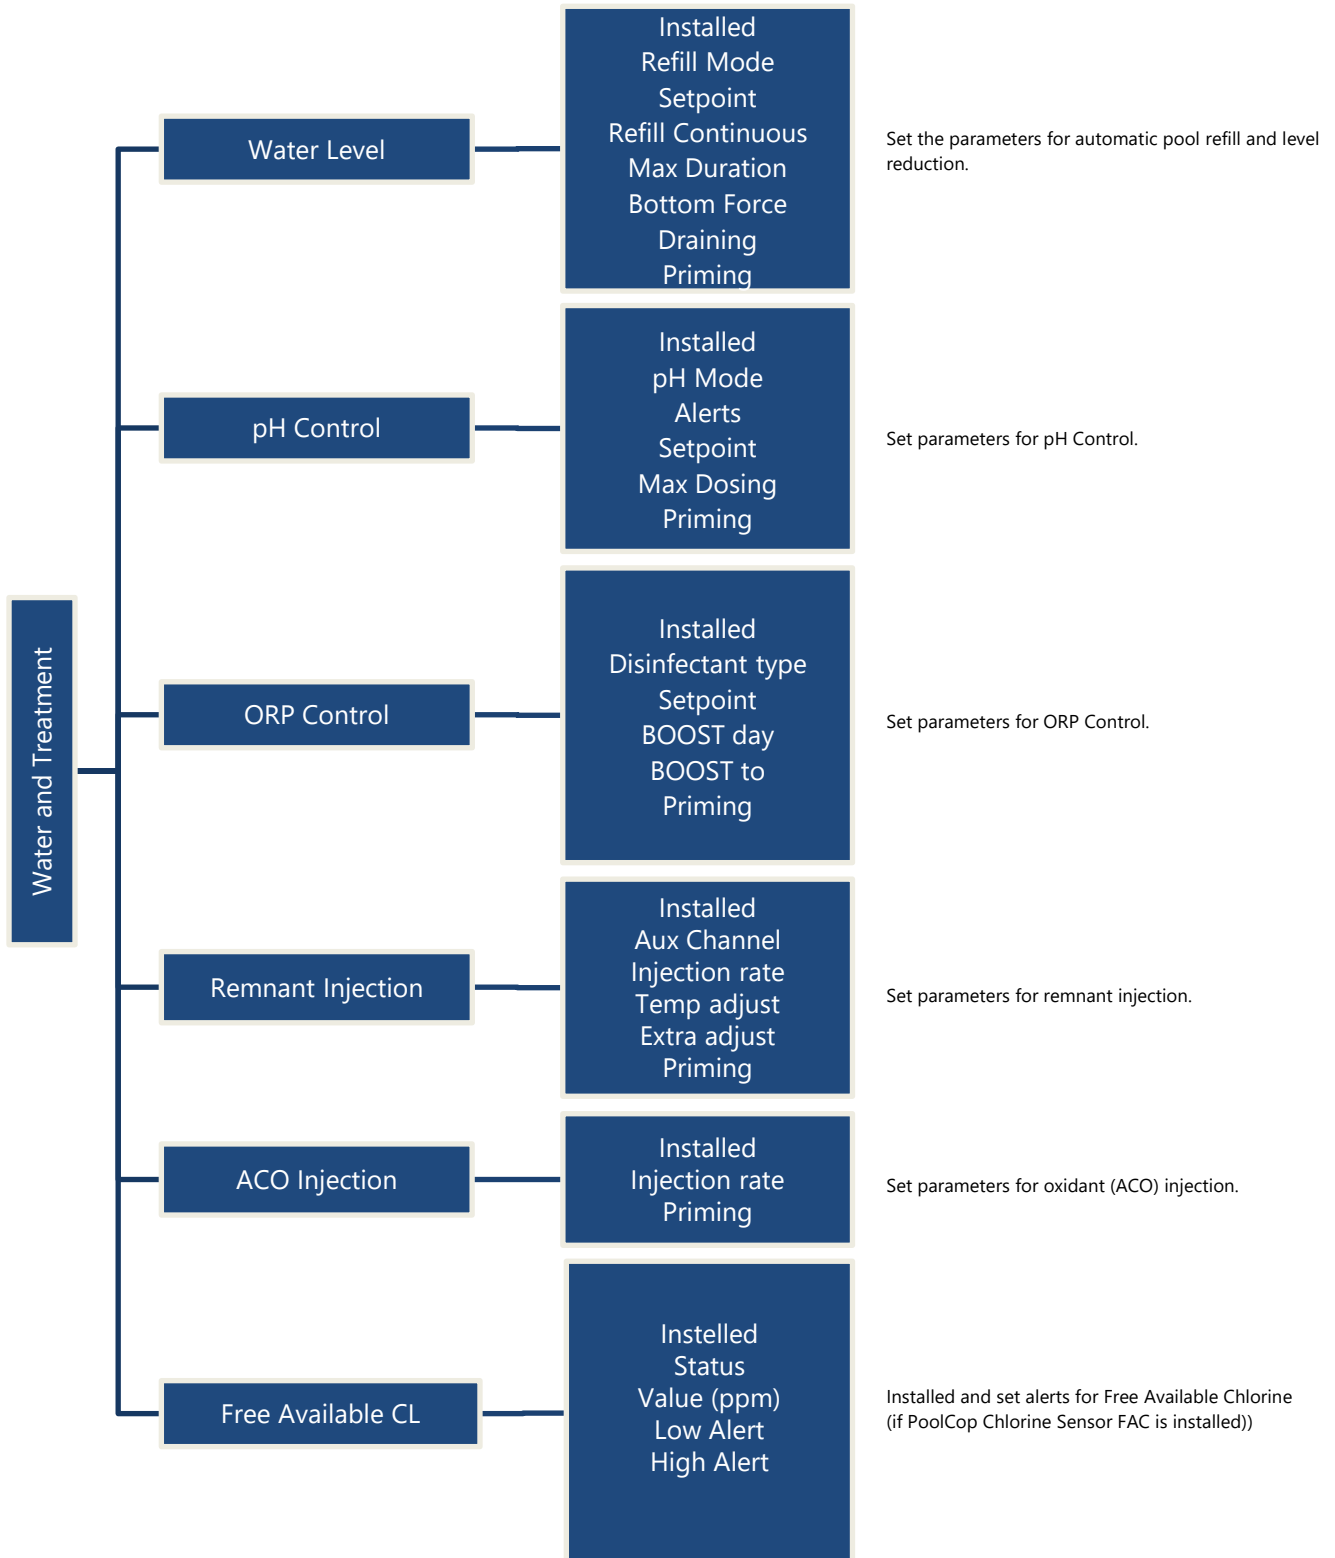 Water and Treatment
Water Level
Installed
Refill Mode
Setpoint
Refill Continuous
Max Duration
Bottom Force
Draining
Priming
Set the parameters for automatic pool refill and level
reduction.
pH Control
Installed
pH Mode
Alerts
Setpoint
Max Dosing
Priming
Set parameters for pH Control.
ORP Control
Installed
Disinfectant type
Setpoint
BOOST day
BOOST to
Priming
Set parameters for ORP Control.
Remnant Injection
Installed
Aux Channel
Injection rate
Temp adjust
Extra adjust
Priming
Set parameters for remnant injection.
ACO Injection
Installed
Injection rate
Priming
Set parameters for oxidant (ACO) injection.
Free Available CL
Instelled
Status
Value (ppm)
Low Alert
High Alert
Installed and set alerts for Free Available Chlorine
(if PoolCop Chlorine Sensor FAC is installed))